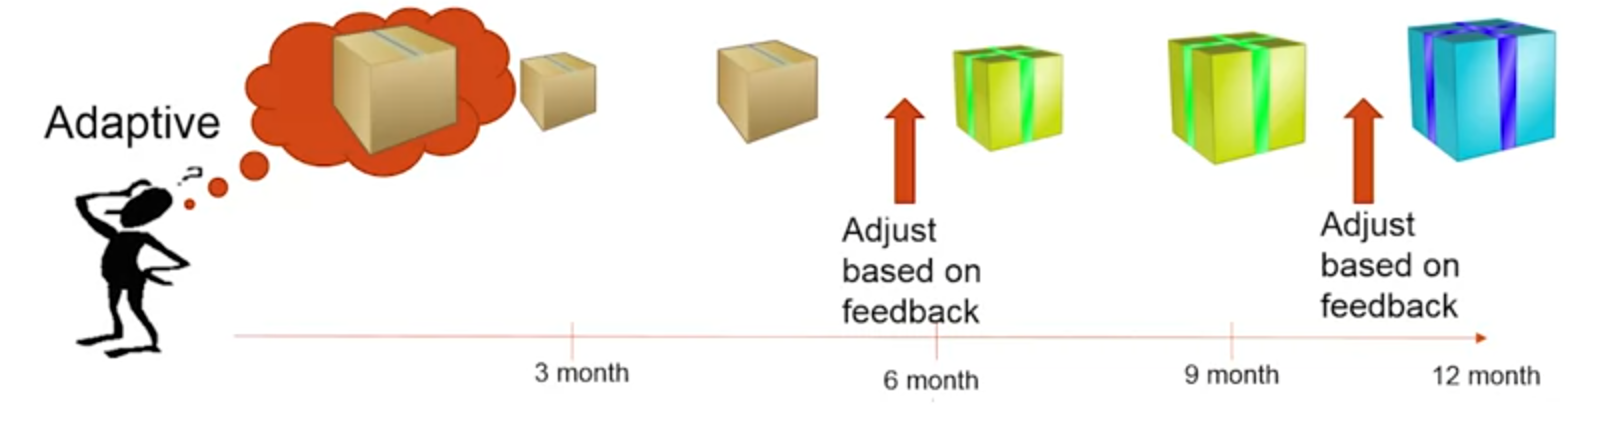 Adaptive
?
Adjust
based on
feedback
Adjust
based on
feedback
3 month
6 month
9 month
12 month